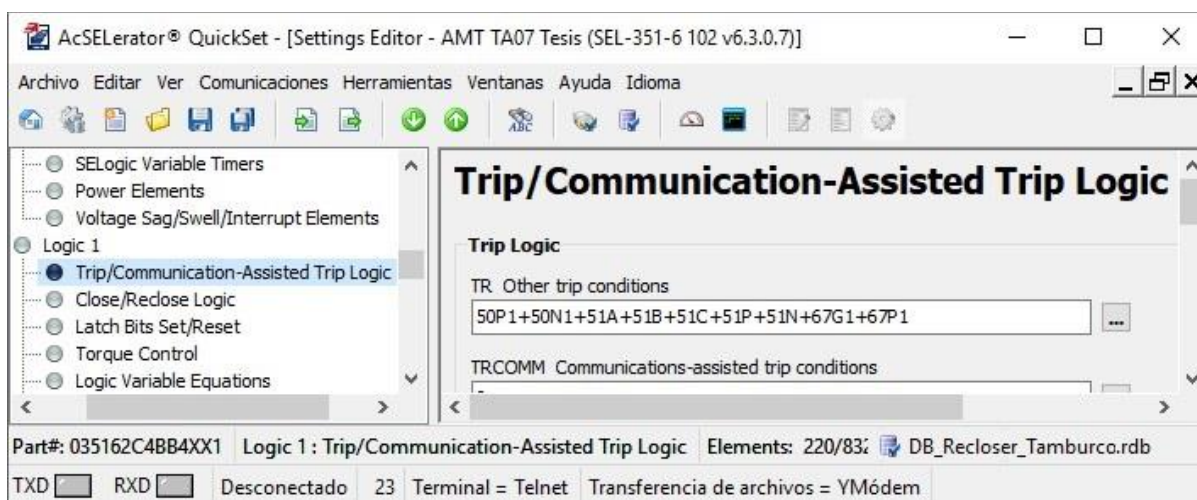 AcSELerator® QuickSet - [Settings Editor - AMT TA07 Tesis (SEL-351-6 102 v6.3.0.7)]
Archivo Editar Ver Comunicaciones Herramientas Ventanas Ayuda Idioma
ABC
SELogic Variable Timers
Power Elements
Voltage Sag/Swell/Interrupt Elements
Logic 1
Trip/Communication-Assisted Trip Logic
Close/Reclose Logic
Latch Bits Set/Reset
Torque Control
Logic Variable Equations
Trip/Communication-Assisted Trip Logic
Trip Logic
TR Other trip conditions
50P1+50N1+51A+51B+51C+51P+51N+67G1+67P1
...
TRCOMM Communications-assisted trip conditions
Part#: 035162C4BB4XX1 Logic 1 : Trip/Communication-Assisted Trip Logic Elements: 220/832 DB_Recloser_Tamburco.rdb
TXD RXD Desconectado 23 Terminal = Telnet Transferencia de archivos = YMódem